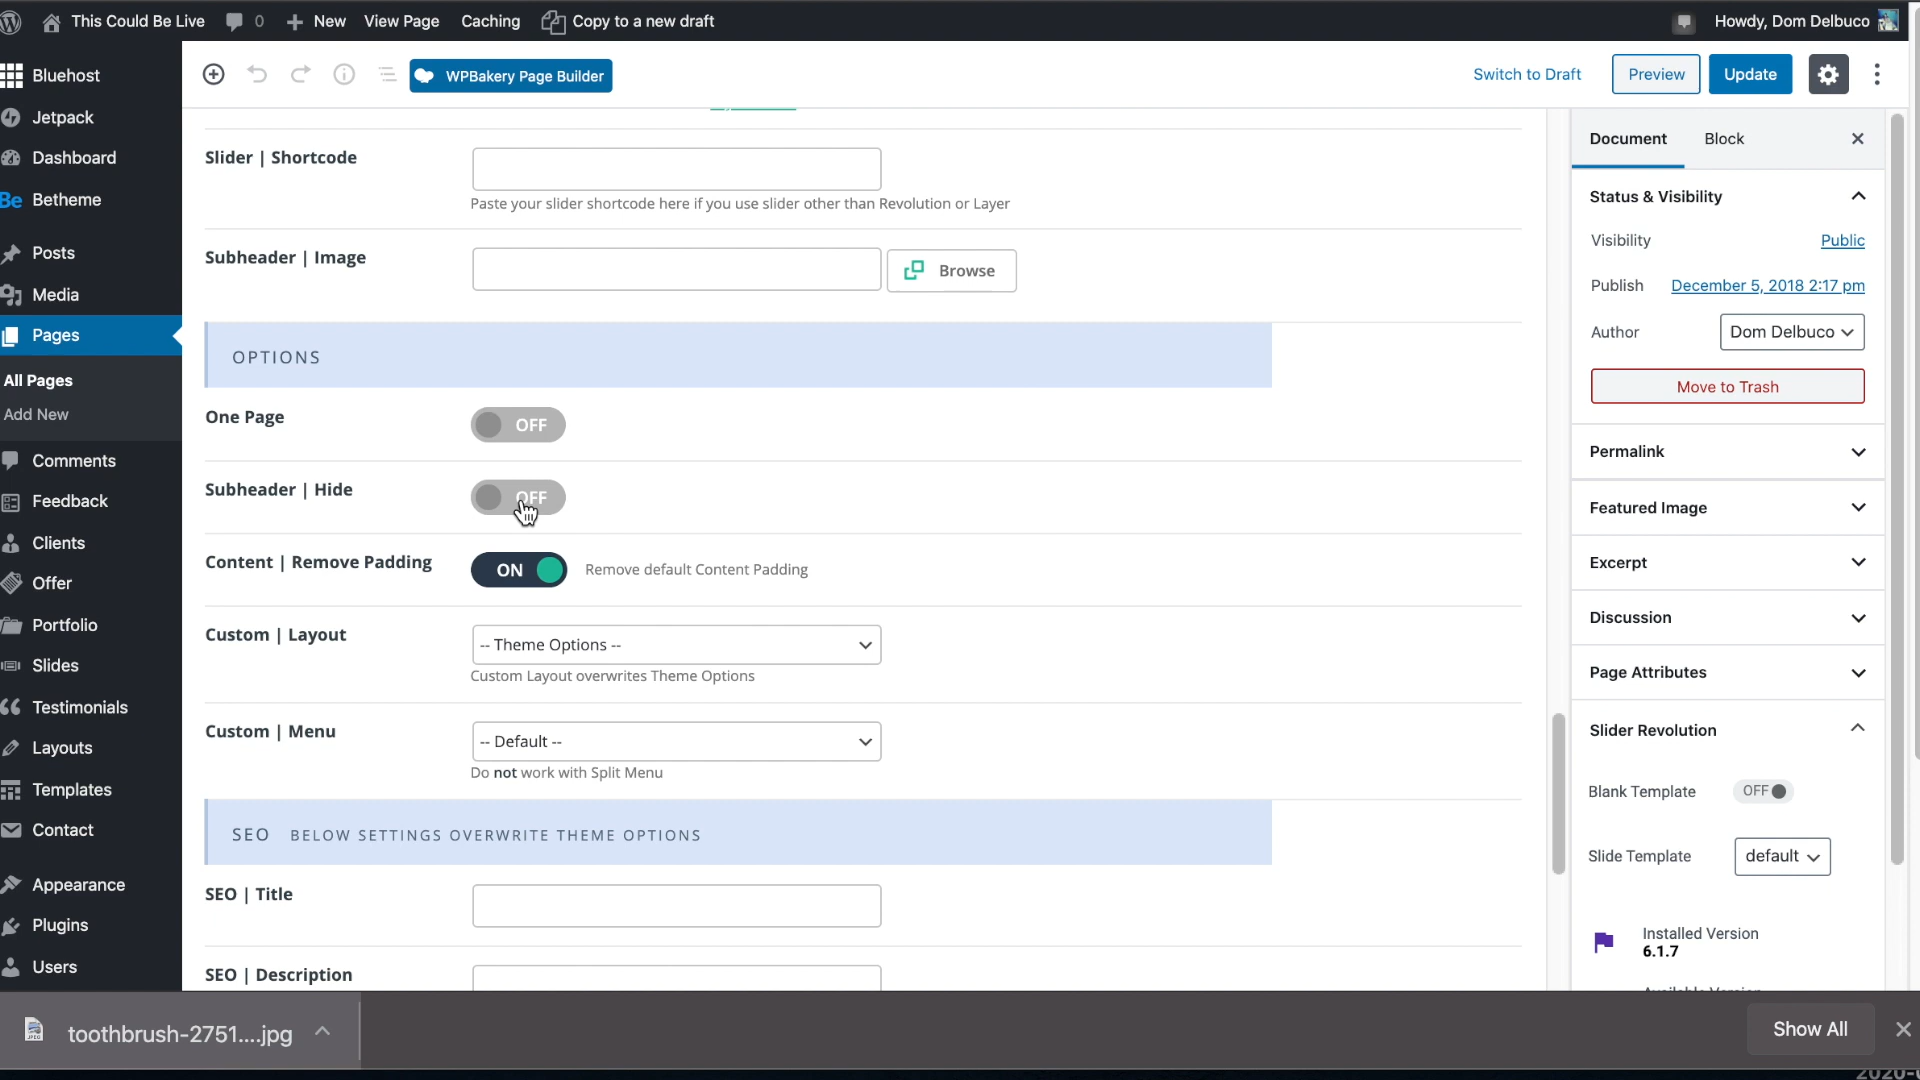 This Could Be Live 0 New View Page Caching Copy to a new draft Howdy, Dom Delbuco
WPBakery Page Builder Switch to Draft Preview Update
Bluehost
Jetpack
Dashboard
Be Betheme
Posts
Media
Pages
All Pages
Add New
Comments
Feedback
Clients
Offer
Portfolio
Slides
Testimonials
Layouts
Templates
Contact
Appearance
Plugins
Users
Slider | Shortcode
Paste your slider shortcode here if you use slider other than Revolution or Layer
Subheader | Image
Browse
OPTIONS
One Page OFF
Subheader | Hide OFF
Content | Remove Padding ON Remove default Content Padding
Custom | Layout -- Theme Options --
Custom Layout overwrites Theme Options
Custom | Menu -- Default --
Do not work with Split Menu
SEO BELOW SETTINGS OVERWRITE THEME OPTIONS
SEO | Title
SEO | Description
Document Block
Status & Visibility
Visibility Public
Publish December 5, 2018 2:17 pm
Author Dom Delbuco
Move to Trash
Permalink
Featured Image
Excerpt
Discussion
Page Attributes
Slider Revolution
Blank Template OFF
Slide Template default
Installed Version
6.1.7
toothbrush-2751....jpg Show All